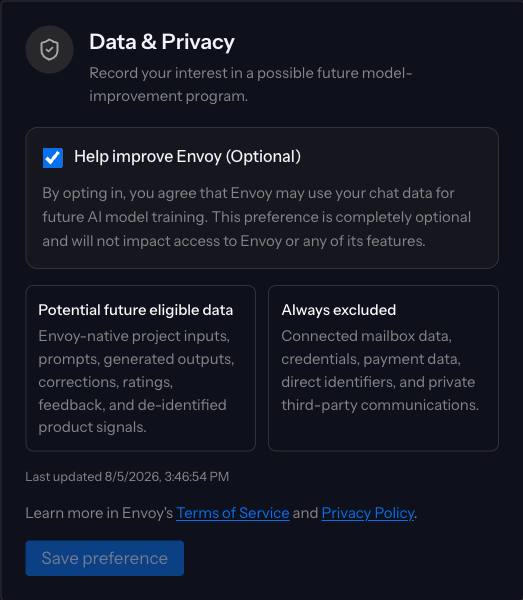 Data & Privacy
Record your interest in a possible future model-
improvement program.
Help improve Envoy (Optional)
By opting in, you agree that Envoy may use your chat data for
future AI model training. This preference is completely optional
and will not impact access to Envoy or any of its features.
Potential future eligible data
Envoy-native project inputs,
prompts, generated outputs,
corrections, ratings,
feedback, and de-identified
product signals.
Always excluded
Connected mailbox data,
credentials, payment data,
direct identifiers, and private
third-party communications.
Last updated 8/5/2026, 3:46:54 PM
Learn more in Envoy's Terms of Service and Privacy Policy.
Save preference